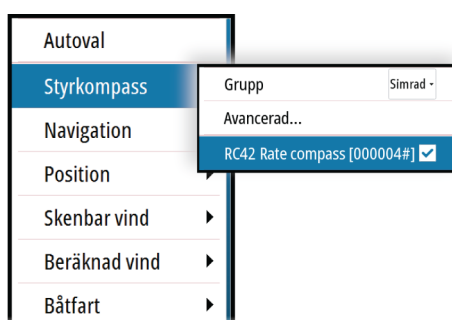 Autoval
Styrkompass
Navigation
Position
Skenbar vind
Beräknad vind
Båtfart
Grupp Simrad
Avancerad...
RC42 Rate compass [000004#]